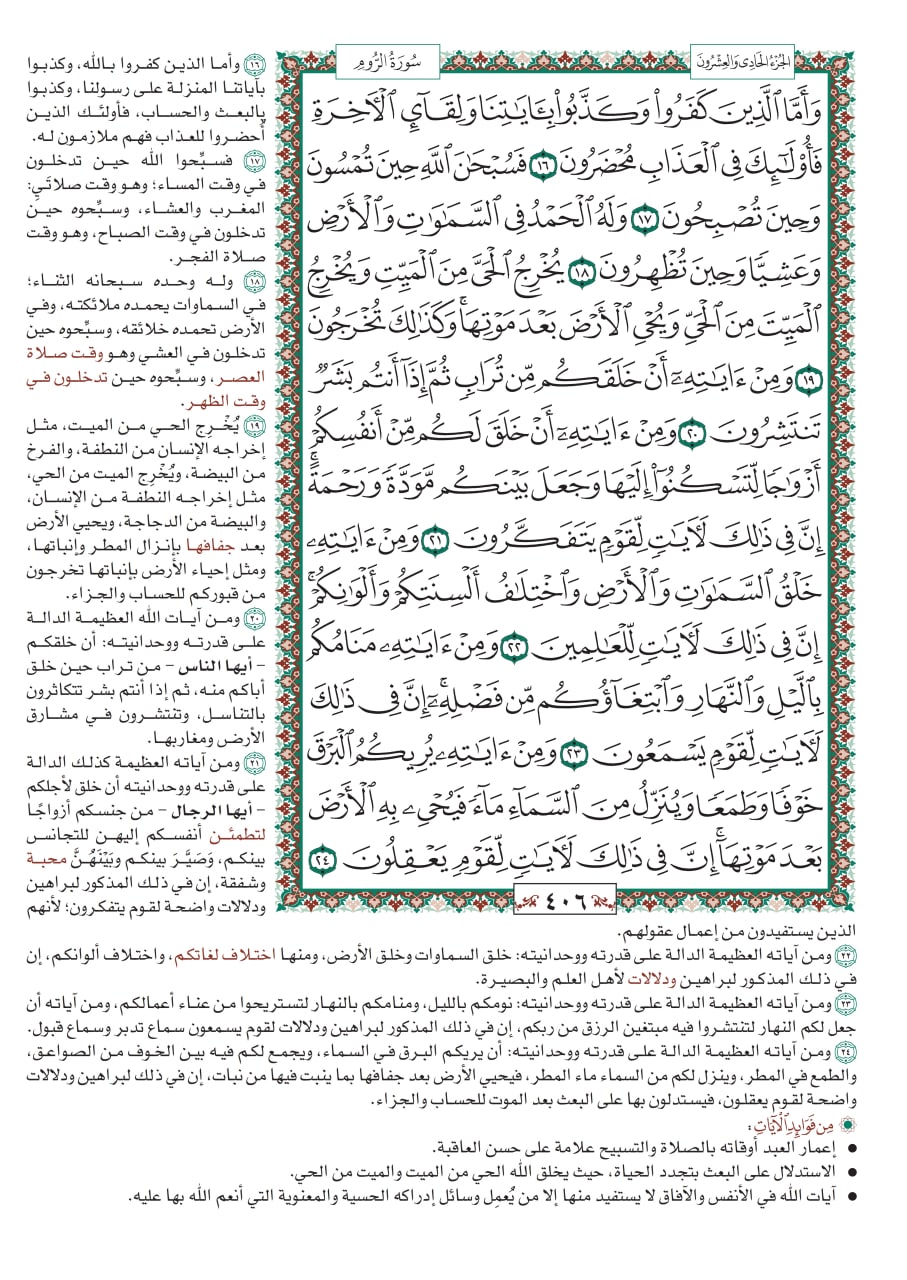 الجُزْءُ الحَادِي وَالعِشْرُونَ
سُورَةُ الرُّومِ
وَأَمَّا ٱلَّذِينَ كَفَرُواْ وَكَذَّبُواْ بِـَٔايَٰتِنَا وَلِقَآيِٕ ٱلْأٓخِرَةِ
فَأُوْلَٰٓئِكَ فِي ٱلْعَذَابِ مُحْضَرُونَ ١٦ فَسُبْحَٰنَ ٱللَّهِ حِينَ تُمْسُونَ
وَحِينَ تُصْبِحُونَ ١٧ وَلَهُ ٱلْحَمْدُ فِي ٱلسَّمَٰوَٰتِ وَٱلْأَرْضِ
وَعَشِيًّا وَحِينَ تُظْهِرُونَ ١٨ يُخْرِجُ ٱلْحَيَّ مِنَ ٱلْمَيِّتِ وَيُخْرِجُ
ٱلْمَيِّتَ مِنَ ٱلْحَيِّ وَيُحْيِ ٱلْأَرْضَ بَعْدَ مَوْتِهَاۚ وَكَذَٰلِكَ تُخْرَجُونَ
١٩ وَمِنْ ءَايَٰتِهِۦٓ أَنْ خَلَقَكُم مِّن تُرَابٍ ثُمَّ إِذَآ أَنتُم بَشَرٌ
تَنتَشِرُونَ ٢٠ وَمِنْ ءَايَٰتِهِۦٓ أَنْ خَلَقَ لَكُم مِّنْ أَنفُسِكُمْ
أَزْوَٰجًا لِّتَسْكُنُوٓاْ إِلَيْهَا وَجَعَلَ بَيْنَكُم مَّوَدَّةً وَرَحْمَةًۚ
إِنَّ فِي ذَٰلِكَ لَأٓيَٰتٍ لِّقَوْمٍ يَتَفَكَّرُونَ ٢١ وَمِنْ ءَايَٰتِهِۦ
خَلْقُ ٱلسَّمَٰوَٰتِ وَٱلْأَرْضِ وَٱخْتِلَٰفُ أَلْسِنَتِكُمْ وَأَلْوَٰنِكُمْۚ
إِنَّ فِي ذَٰلِكَ لَأٓيَٰتٍ لِّلْعَٰلِمِينَ ٢٢ وَمِنْ ءَايَٰتِهِۦ مَنَامُكُم
بِٱلَّيْلِ وَٱلنَّهَارِ وَٱبْتِغَآؤُكُم مِّن فَضْلِهِۦٓۚ إِنَّ فِي ذَٰلِكَ
لَأٓيَٰتٍ لِّقَوْمٍ يَسْمَعُونَ ٢٣ وَمِنْ ءَايَٰتِهِۦ يُرِيكُمُ ٱلْبَرْقَ
خَوْفًا وَطَمَعًا وَيُنَزِّلُ مِنَ ٱلسَّمَآءِ مَآءً فَيُحْيِۦ بِهِ ٱلْأَرْضَ
بَعْدَ مَوْتِهَآۚ إِنَّ فِي ذَٰلِكَ لَأٓيَٰتٍ لِّقَوْمٍ يَعْقِلُونَ ٢٤
٤٠٦
١٦ وأما الذين كفروا بالله، وكذبوا
بآياتنا المنزلة على رسولنا، وكذبوا
بالبعث والحساب، فأولئك الذين
أُحضروا للعذاب فهم ملازمون له.
١٧ فسبِّحوا الله حين تدخلون
في وقت المساء؛ وهو وقت صلاتَي:
المغرب والعشاء، وسبِّحوه حين
تدخلون في وقت الصباح، وهو وقت
صلاة الفجر.
١٨ وله وحده سبحانه الثناء؛
في السماوات يحمده ملائكته، وفي
الأرض تحمده خلائقه، وسبِّحوه حين
تدخلون في العشي وهو وقت صلاة
العصر، وسبِّحوه حين تدخلون في
وقت الظهر.
١٩ يُخْرِج الحي من الميت، مثل
إخراجه الإنسان من النطفة، والفرخ
من البيضة، ويُخْرِج الميت من الحي،
مثل إخراجه النطفة من الإنسان،
والبيضة من الدجاجة، ويحيي الأرض
بعد جفافها بإنزال المطر وإنباتها،
ومثل إحياء الأرض بإنباتها تخرجون
من قبوركم للحساب والجزاء.
٢٠ ومن آيات الله العظيمة الدالة
على قدرته ووحدانيته: أن خلقكم
- أيها الناس - من تراب حين خلق
أباكم منه، ثم إذا أنتم بشر تتكاثرون
بالتناسل، وتنتشرون في مشارق
الأرض ومغاربها.
٢١ ومن آياته العظيمة كذلك الدالة
على قدرته ووحدانيته أن خلق لأجلكم
- أيها الرجال - من جنسكم أزواجًا
لتطمئن أنفسكم إليهن للتجانس
بينكم، وَصَيَّرَ بينكم وبَيْنَهُنَّ محبة
وشفقة، إن في ذلك المذكور لبراهين
ودلالات واضحة لقوم يتفكرون؛ لأنهم
الذين يستفيدون من إعمال عقولهم.
٢٢ ومن آياته العظيمة الدالة على قدرته ووحدانيته: خلق السماوات وخلق الأرض، ومنها اختلاف لغاتكم، واختلاف ألوانكم، إن
في ذلك المذكور لبراهين ودلالات لأهل العلم والبصيرة.
٢٣ ومن آياته العظيمة الدالة على قدرته ووحدانيته: نومكم بالليل، ومنامكم بالنهار لتستريحوا من عناء أعمالكم، ومن آياته أن
جعل لكم النهار لتنتشروا فيه مبتغين الرزق من ربكم، إن في ذلك المذكور لبراهين ودلالات لقوم يسمعون سماع تدبر وسماع قبول.
٢٤ ومن آياته العظيمة الدالة على قدرته ووحدانيته: أن يريكم البرق في السماء، ويجمع لكم فيه بين الخوف من الصواعق،
والطمع في المطر، وينزل لكم من السماء ماء المطر، فيحيي الأرض بعد جفافها بما ينبت فيها من نبات، إن في ذلك لبراهين ودلالات
واضحة لقوم يعقلون، فيستدلون بها على البعث بعد الموت للحساب والجزاء.
مِن فَوَائِدِ الآيَاتِ:
● إعمار العبد أوقاته بالصلاة والتسبيح علامة على حسن العاقبة.
● الاستدلال على البعث بتجدد الحياة، حيث يخلق الله الحي من الميت والميت من الحي.
● آيات الله في الأنفس والآفاق لا يستفيد منها إلا من يُعمِل وسائل إدراكه الحسية والمعنوية التي أنعم الله بها عليه.